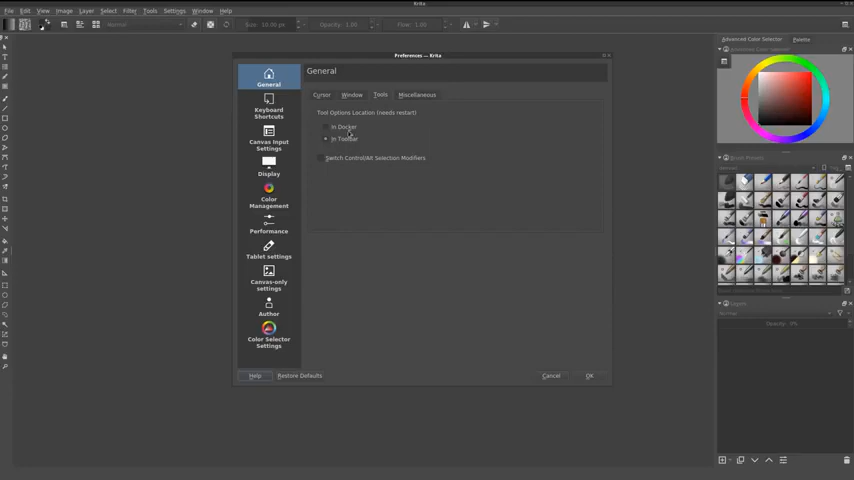 Krita
File Edit View Image Layer Select Filter Tools Settings Window Help
Normal
Size: 10.00 px
Opacity: 1.00
Flow: 1.00
Advanced Color Selector
Palette
Advanced Color Selector
Preferences — Krita
General
General
Cursor Window Tools Miscellaneous
Tool Options Location (needs restart)
In Docker
In Toolbar
Switch Control/Alt Selection Modifiers
Keyboard
Shortcuts
Canvas Input
Settings
Display
Color
Management
Performance
Tablet settings
Canvas-only
settings
Author
Color Selector
Settings
Help
Restore Defaults
Cancel
OK
Brush Presets
Layers
Normal
Opacity: 0%